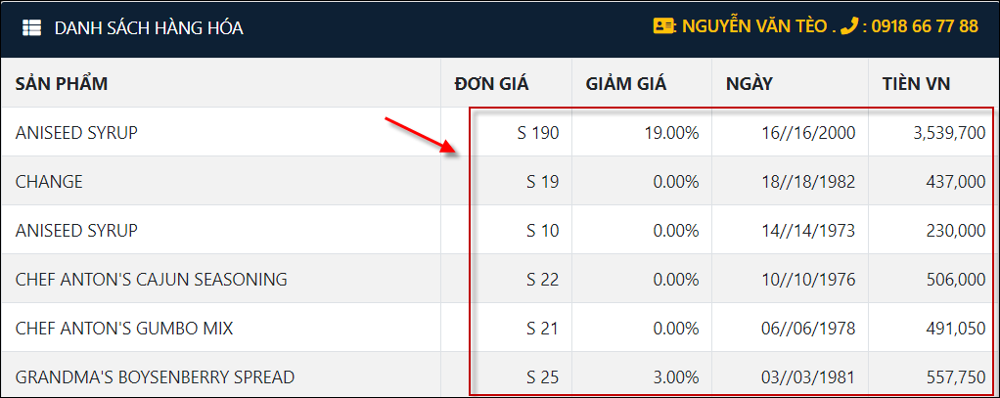 DANH SÁCH HÀNG HÓA NGUYỄN VĂN TÈO . : 0918 66 77 88
SẢN PHẨM ĐƠN GIÁ GIẢM GIÁ NGÀY TIỀN VN
ANISEED SYRUP S 190 19.00% 16//16/2000 3,539,700
CHANGE S 19 0.00% 18//18/1982 437,000
ANISEED SYRUP S 10 0.00% 14//14/1973 230,000
CHEF ANTON'S CAJUN SEASONING S 22 0.00% 10//10/1976 506,000
CHEF ANTON'S GUMBO MIX S 21 0.00% 06//06/1978 491,050
GRANDMA'S BOYSENBERRY SPREAD S 25 3.00% 03//03/1981 557,750